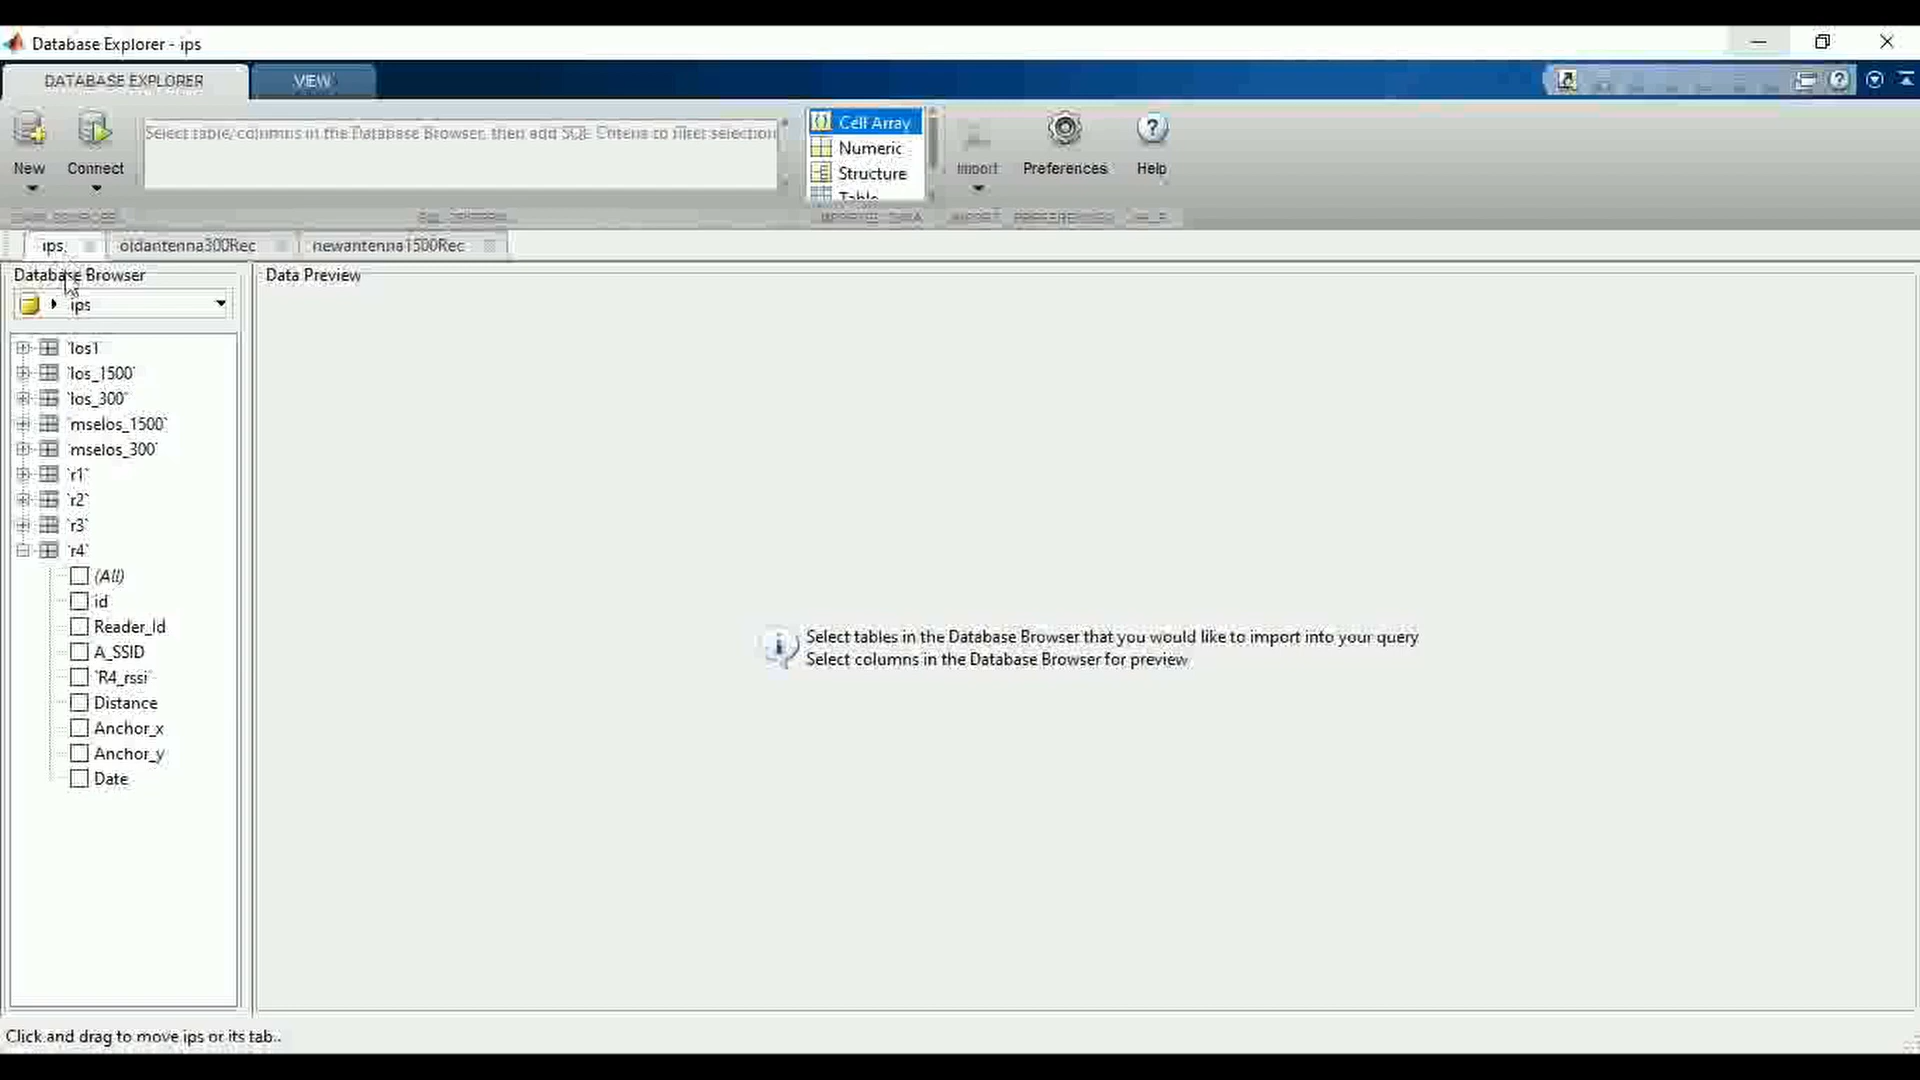 Database Explorer - ips
DATABASE EXPLORER
VIEW
New
Connect
Select table/columns in the Database Browser, then add SQL Criteria to filter selection
Cell Array
Numeric
Structure
Table
Import
Preferences
Help
PREFERENCES
ips
oldantenna300Rec
newantenna1500Rec
Database Browser
Data Preview
ips
`los1`
`los_1500`
`los_300`
`mselos_1500`
`mselos_300`
`r1`
`r2`
`r3`
`r4`
(All)
id
Reader_Id
A_SSID
`R4_rssi`
Distance
Anchor_x
Anchor_y
Date
Select tables in the Database Browser that you would like to import into your query
Select columns in the Database Browser for preview
Click and drag to move ips or its tab..